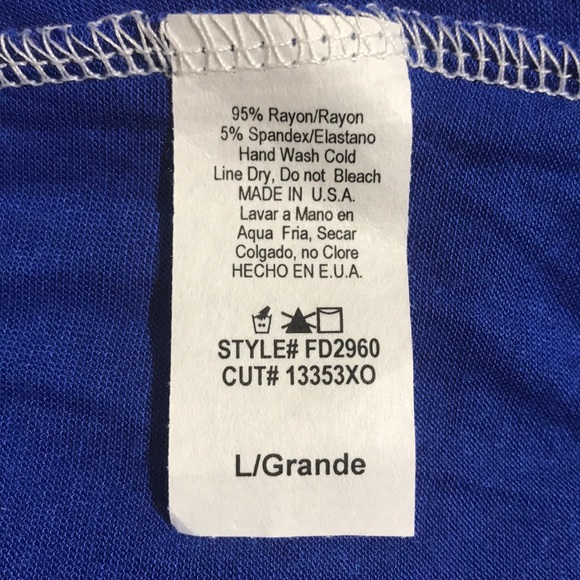 95% Rayon/Rayon
5% Spandex/Elastano
Hand Wash Cold
Line Dry, Do not Bleach
MADE IN U.S.A.
Lavar a Mano en
Aqua Fria, Secar
Colgado, no Clore
HECHO EN E.U.A.
STYLE# FD2960
CUT# 13353XO
L/Grande